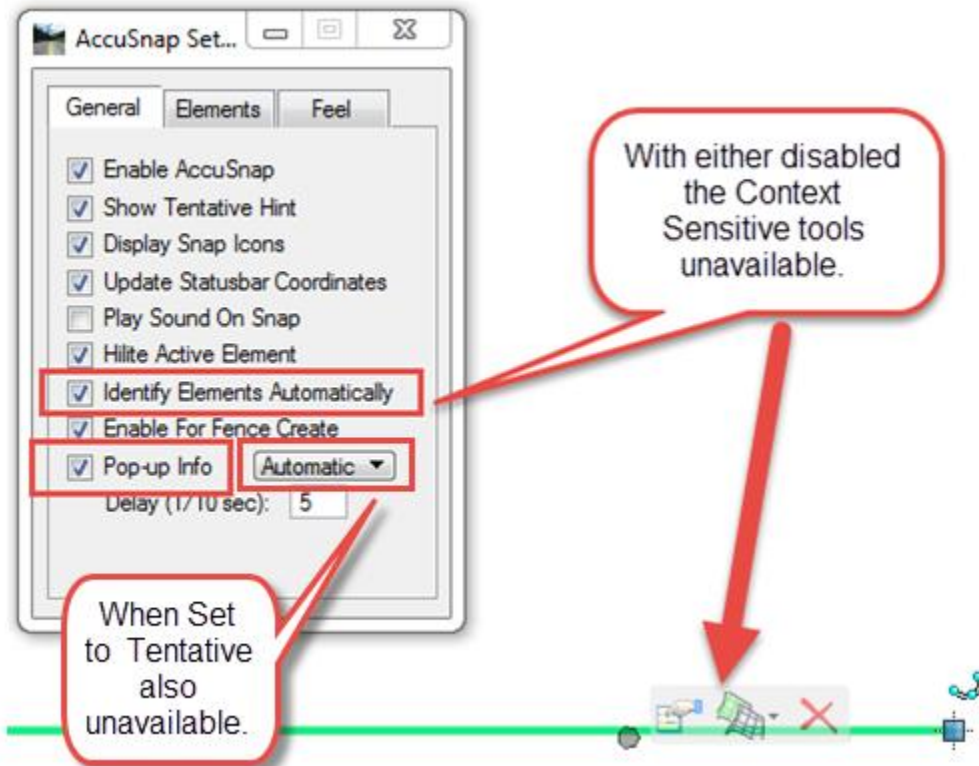 AccuSnap Set...
General Elements Feel
Enable AccuSnap
Show Tentative Hint
Display Snap Icons
Update Statusbar Coordinates
Play Sound On Snap
Hilite Active Element
Identify Elements Automatically
Enable For Fence Create
Pop-up Info Automatic
Delay (1/10 sec): 5
With either disabled
the Context
Sensitive tools
unavailable.
When Set
to Tentative
also
unavailable.